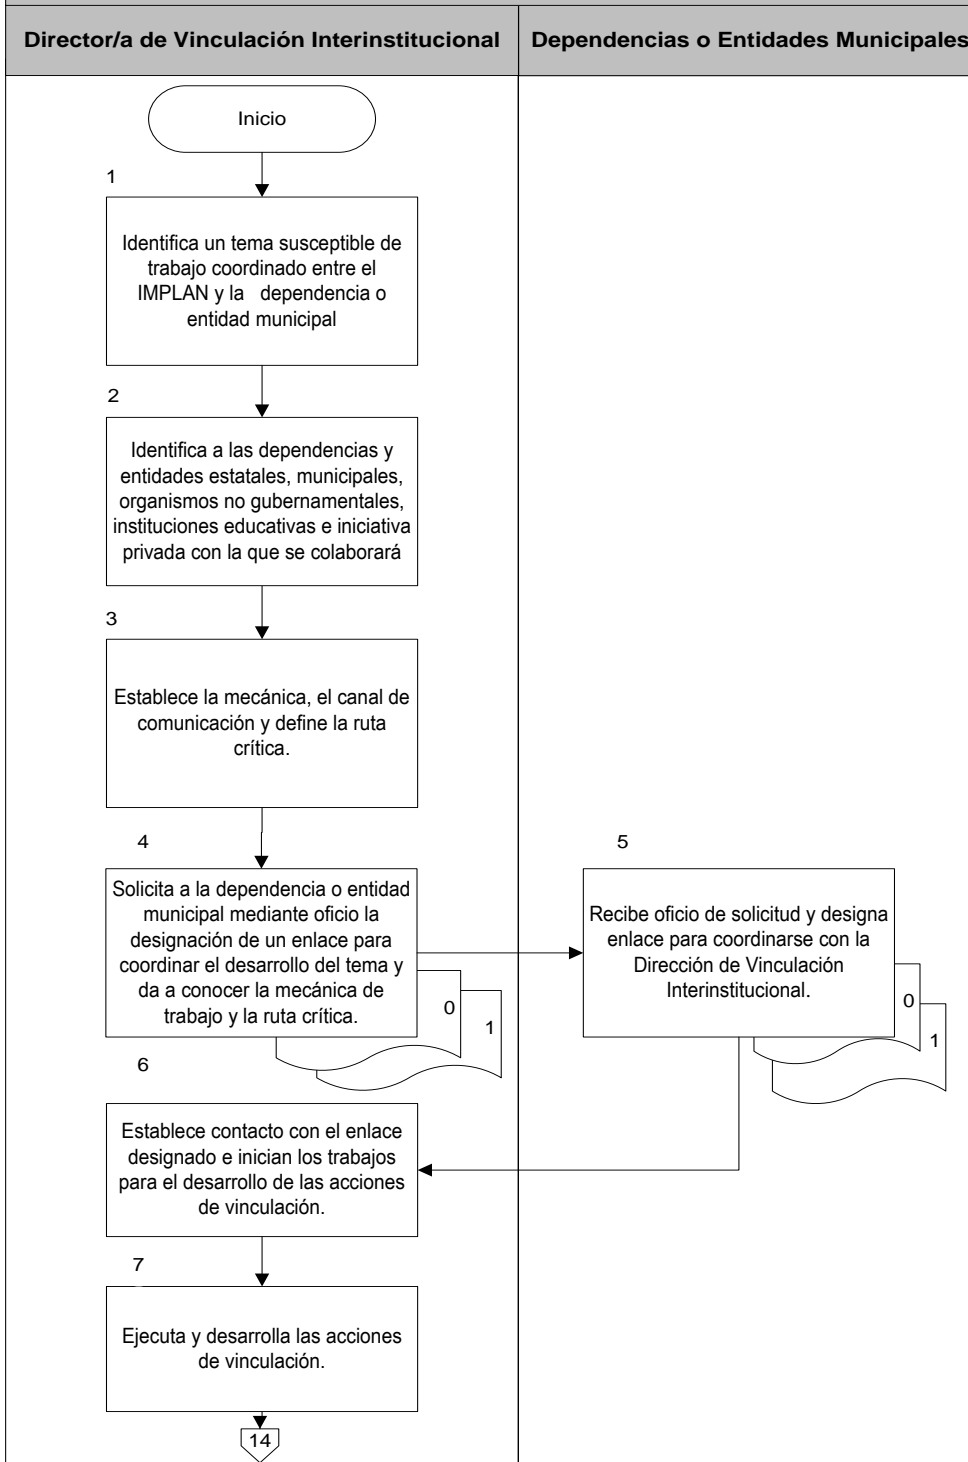 Director/a de Vinculación Interinstitucional
Dependencias o Entidades Municipales
Inicio
1
Identifica un tema susceptible de
trabajo coordinado entre el
IMPLAN y la dependencia o
entidad municipal
2
Identifica a las dependencias y
entidades estatales, municipales,
organismos no gubernamentales,
instituciones educativas e iniciativa
privada con la que se colaborará
3
Establece la mecánica, el canal de
comunicación y define la ruta
crítica.
4
Solicita a la dependencia o entidad
municipal mediante oficio la
designación de un enlace para
coordinar el desarrollo del tema y
da a conocer la mecánica de
trabajo y la ruta crítica.
0
1
5
Recibe oficio de solicitud y designa
enlace para coordinarse con la
Dirección de Vinculación
Interinstitucional.
0
1
6
Establece contacto con el enlace
designado e inician los trabajos
para el desarrollo de las acciones
de vinculación.
7
Ejecuta y desarrolla las acciones
de vinculación.
14